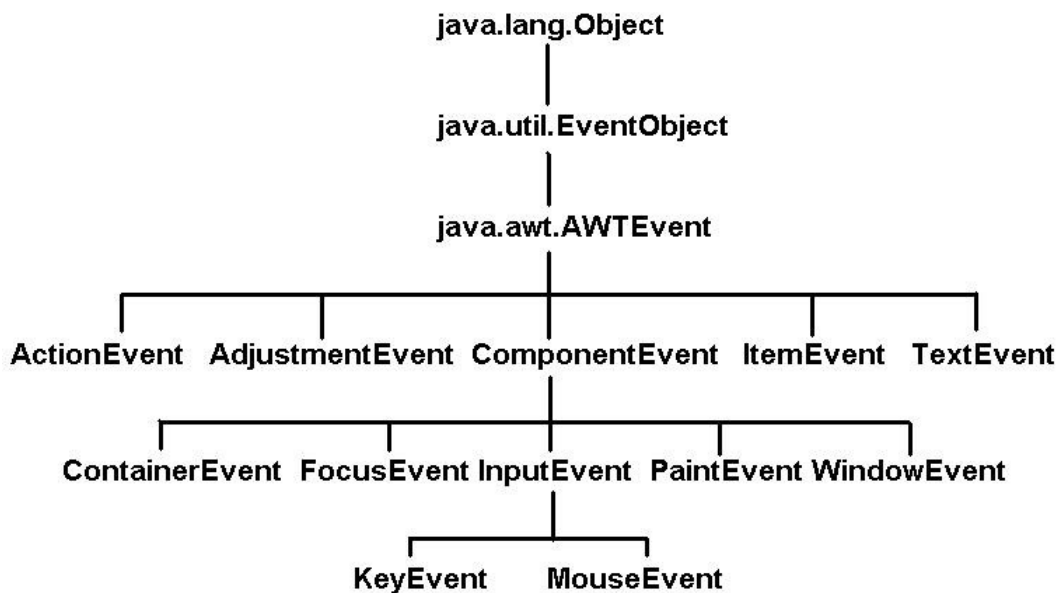 java.lang.Object
java.util.EventObject
java.awt.AWTEvent
ActionEvent AdjustmentEvent ComponentEvent ItemEvent TextEvent
ContainerEvent FocusEvent InputEvent PaintEvent WindowEvent
KeyEvent MouseEvent